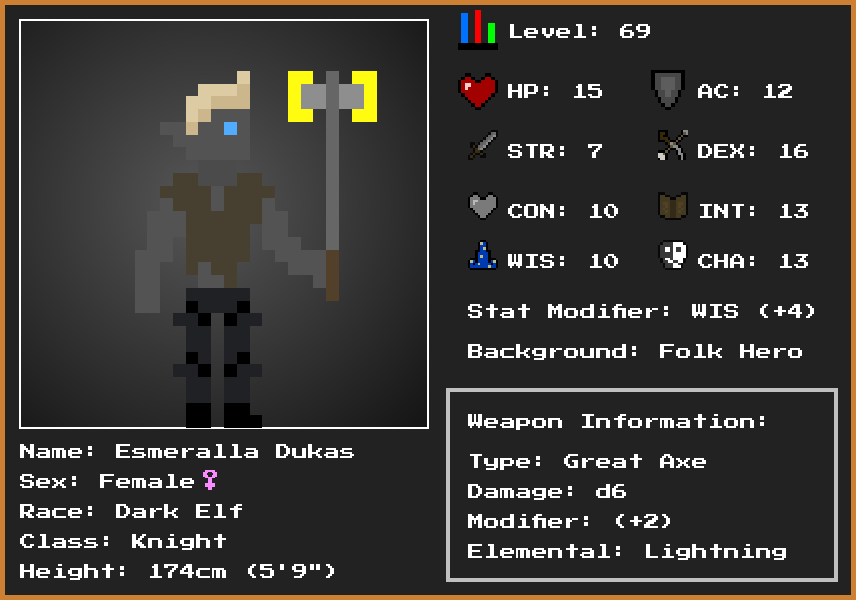 Level: 69
HP: 15 AC: 12
STR: 7 DEX: 16
CON: 10 INT: 13
WIS: 10 CHA: 13
Stat Modifier: WIS (+4)
Background: Folk Hero
Weapon Information:
Type: Great Axe
Damage: d6
Modifier: (+2)
Elemental: Lightning
Name: Esmeralla Dukas
Sex: Female♀
Race: Dark Elf
Class: Knight
Height: 174cm (5'9")